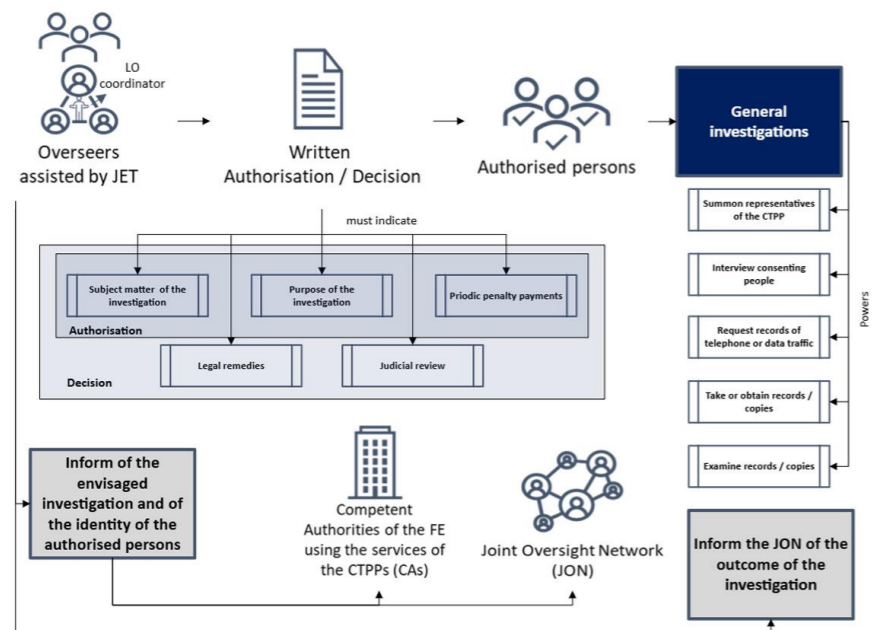 LO
coordinator
Overseers
assisted by JET
Written
Authorisation / Decision
Authorised persons
General
investigations
must indicate
Subject matter of the
investigation
Purpose of the
investigation
Priodic penalty payments
Authorisation
Legal remedies
Judicial review
Decision
Summon representatives
of the CTPP
Interview consenting
people
Request records of
telephone or data traffic
Take or obtain records /
copies
Examine records / copies
Powers
Inform of the
envisaged
investigation and of
the identity of the
authorised persons
Competent
Authorities of the FE
using the services of
the CTPPs (CAs)
Joint Oversight Network
(JON)
Inform the JON of the
outcome of the
investigation